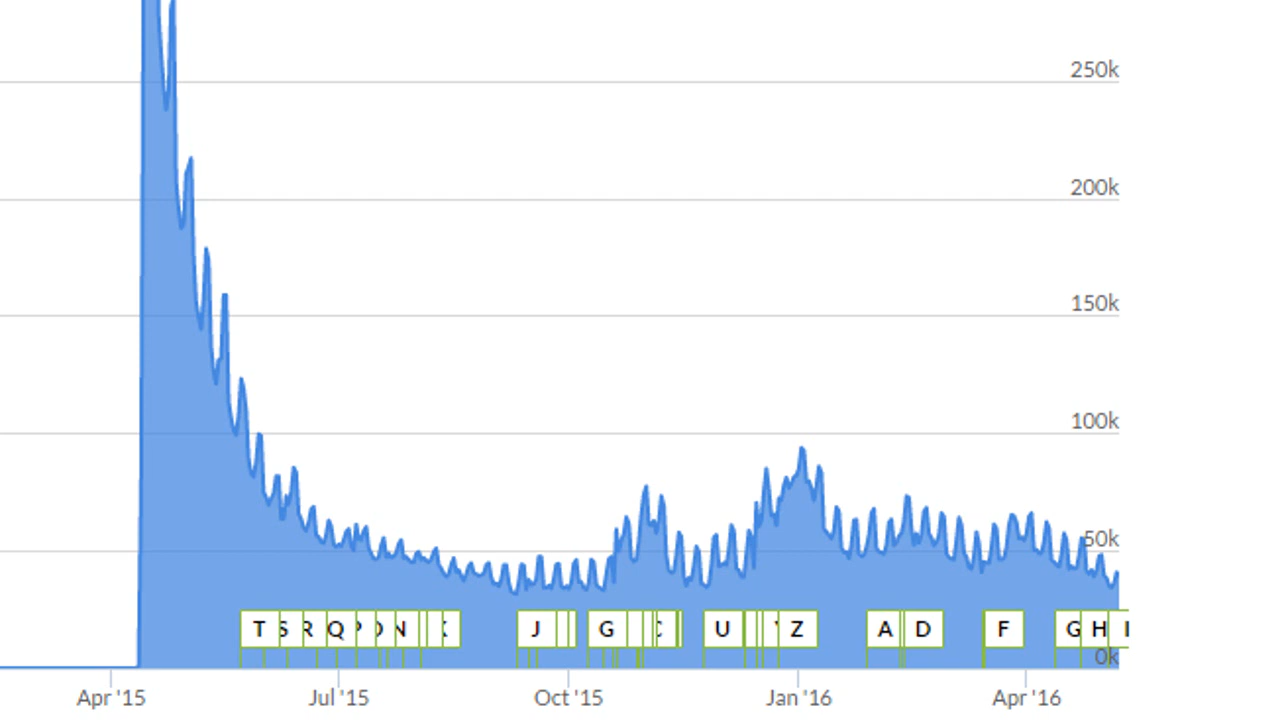 250k
200k
150k
100k
50k
T S R Q N J G U Z A D F G H
0k
Apr '15 Jul '15 Oct '15 Jan '16 Apr '16